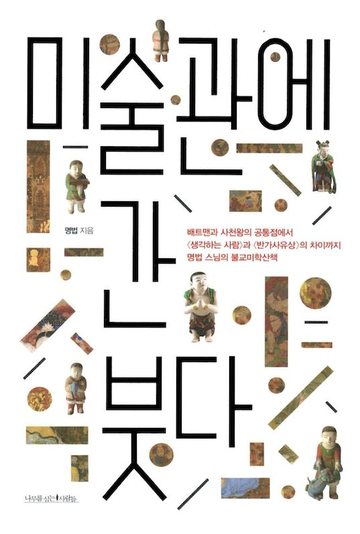 미술관에
간
붓다
명법 지음
배트맨과 사천왕의 공통점에서
〈생각하는 사람〉과 〈반가사유상〉의 차이까지
명법 스님의 불교미학산책
나무를 심는 사람들